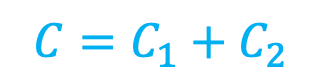 C = C₁ + C₂